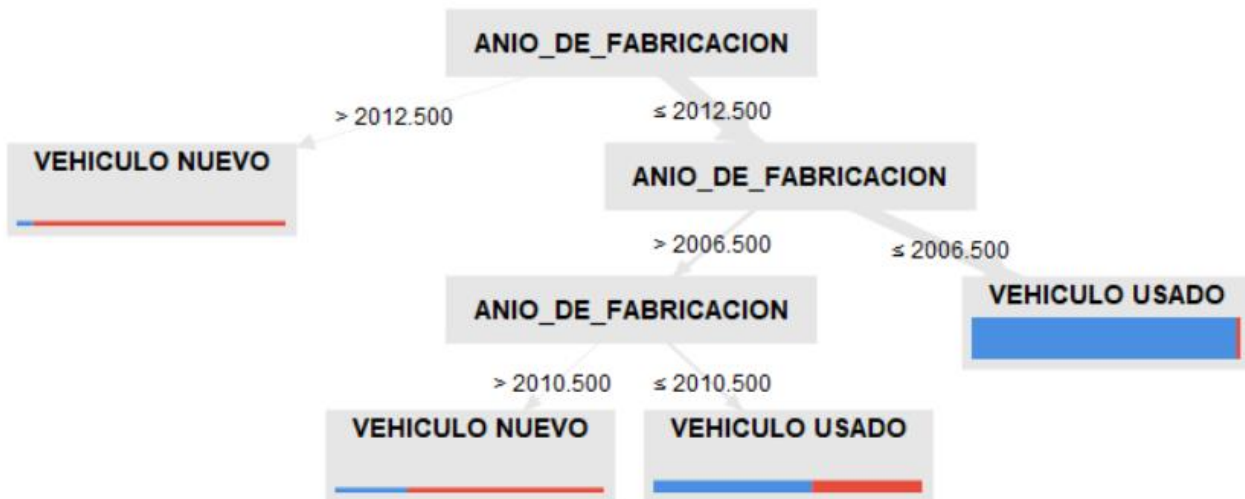 ANIO_DE_FABRICACION
> 2012.500
≤ 2012.500
VEHICULO NUEVO
ANIO_DE_FABRICACION
> 2006.500
≤ 2006.500
ANIO_DE_FABRICACION
VEHICULO USADO
> 2010.500
≤ 2010.500
VEHICULO NUEVO
VEHICULO USADO